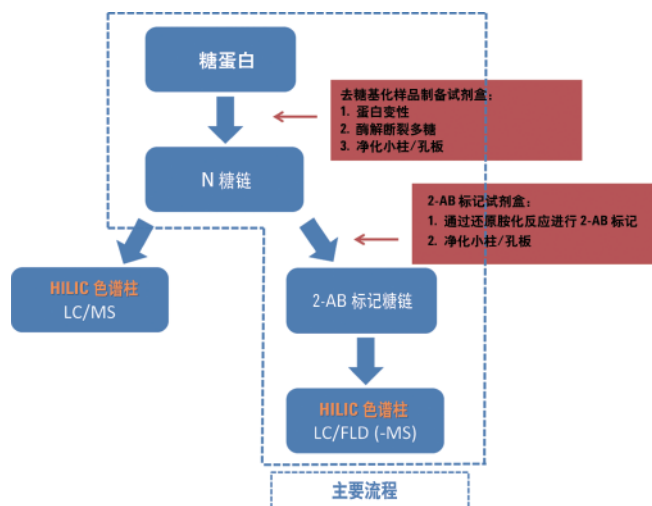 糖蛋白
去糖基化样品制备试剂盒：
1. 蛋白变性
2. 酶解断裂多糖
3. 净化小柱/孔板
N 糖链
2-AB 标记试剂盒：
1. 通过还原胺化反应进行 2-AB 标记
2. 净化小柱/孔板
HILIC 色谱柱
LC/MS
2-AB 标记糖链
HILIC 色谱柱
LC/FLD (-MS)
主要流程